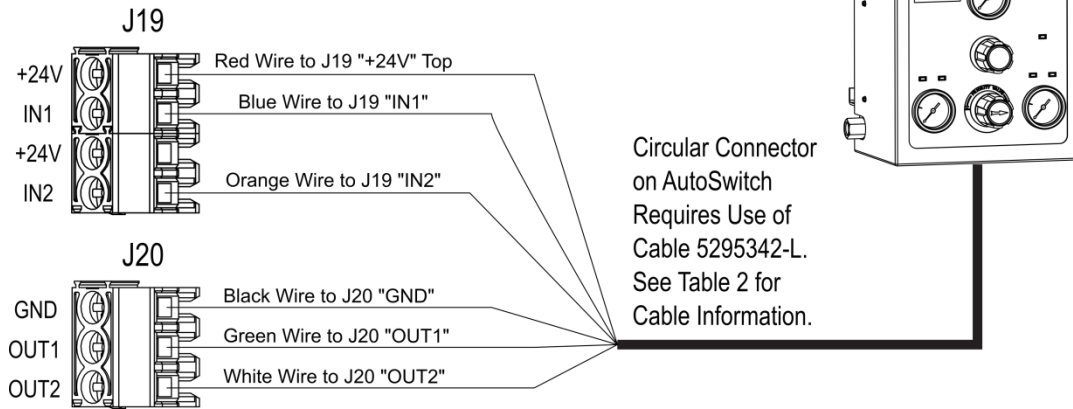 J19
+24V
IN1
+24V
IN2
Red Wire to J19 "+24V" Top
Blue Wire to J19 "IN1"
Orange Wire to J19 "IN2"
J20
GND
OUT1
OUT2
Black Wire to J20 "GND"
Green Wire to J20 "OUT1"
White Wire to J20 "OUT2"
Circular Connector
on AutoSwitch
Requires Use of
Cable 5295342-L.
See Table 2 for
Cable Information.